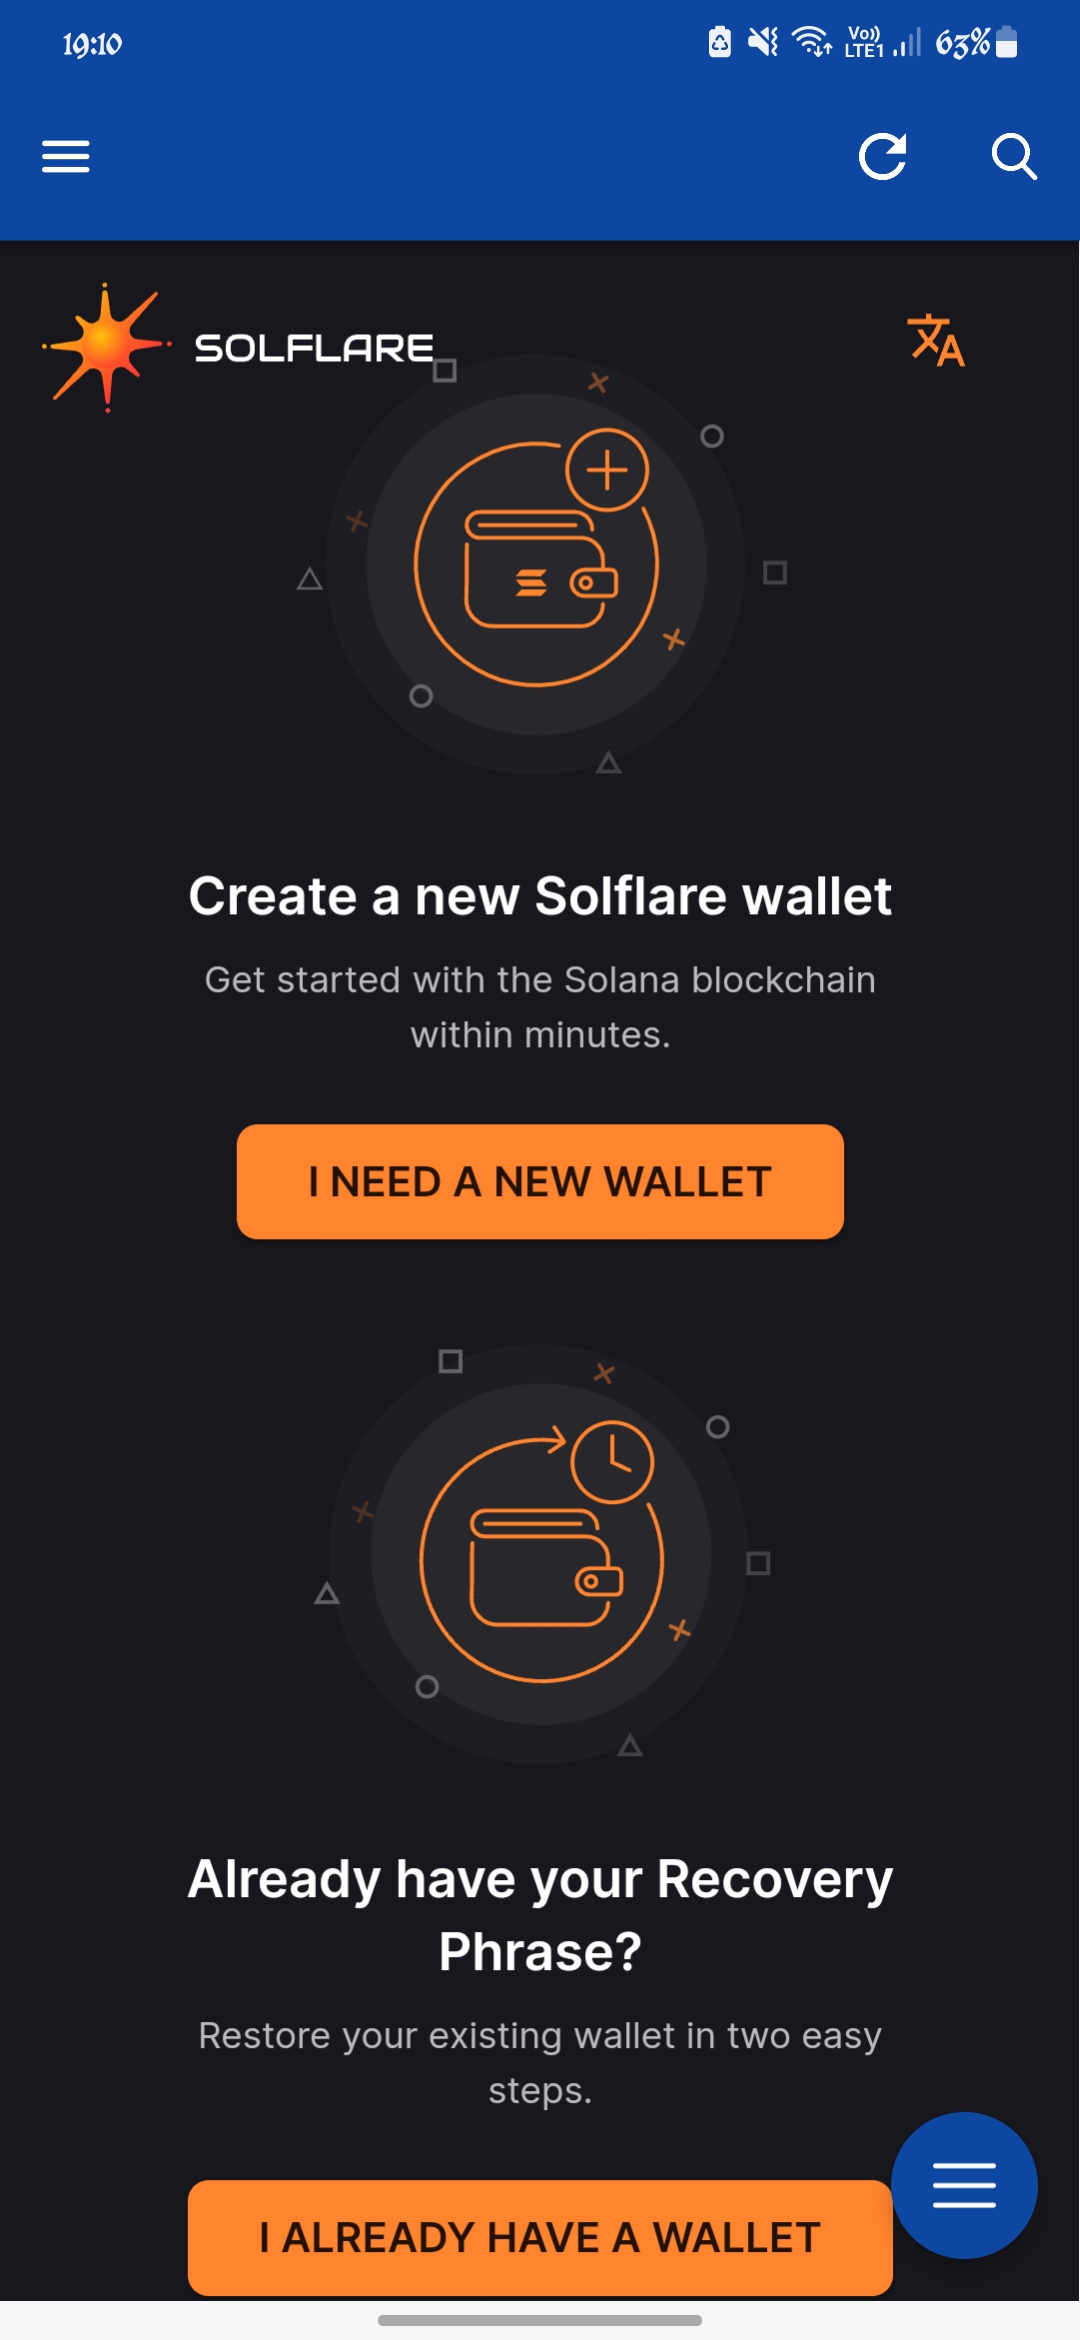 19:10
Vo))
LTE1
63%
SOLFLARE
Create a new Solflare wallet
Get started with the Solana blockchain
within minutes.
I NEED A NEW WALLET
Already have your Recovery
Phrase?
Restore your existing wallet in two easy
steps.
I ALREADY HAVE A WALLET